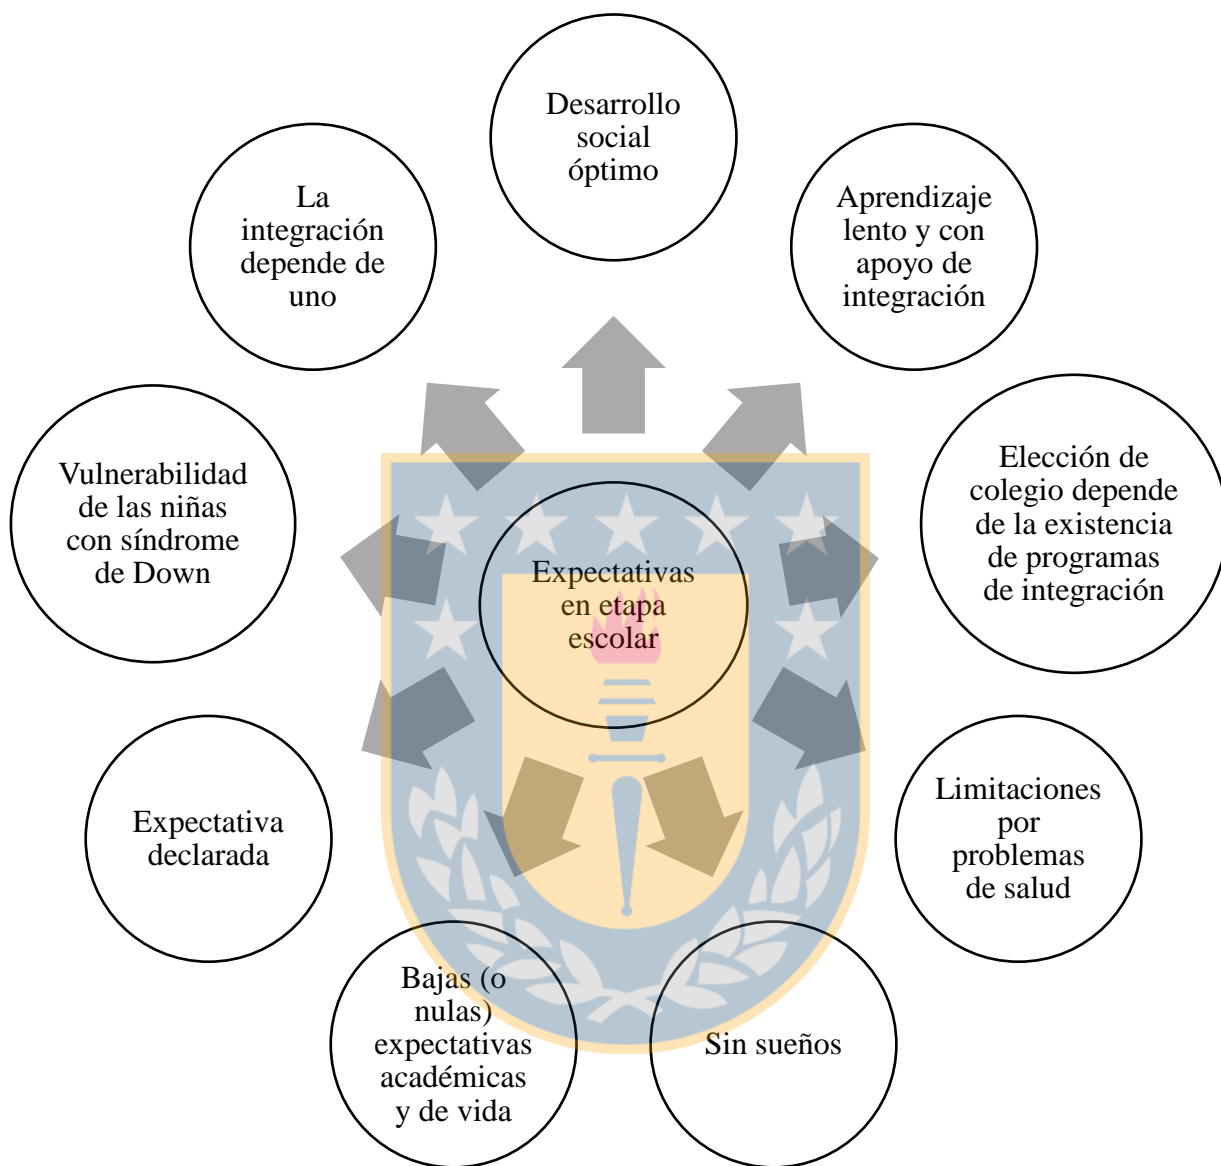 Desarrollo
social
óptimo
Aprendizaje
lento y con
apoyo de
integración
Elección de
colegio depende
de la existencia
de programas
de integración
Limitaciones
por
problemas
de salud
Sin sueños
Bajas (o
nulas)
expectativas
académicas
y de vida
Expectativa
declarada
Vulnerabilidad
de las niñas
con síndrome
de Down
La
integración
depende de
uno
Expectativas
en etapa
escolar